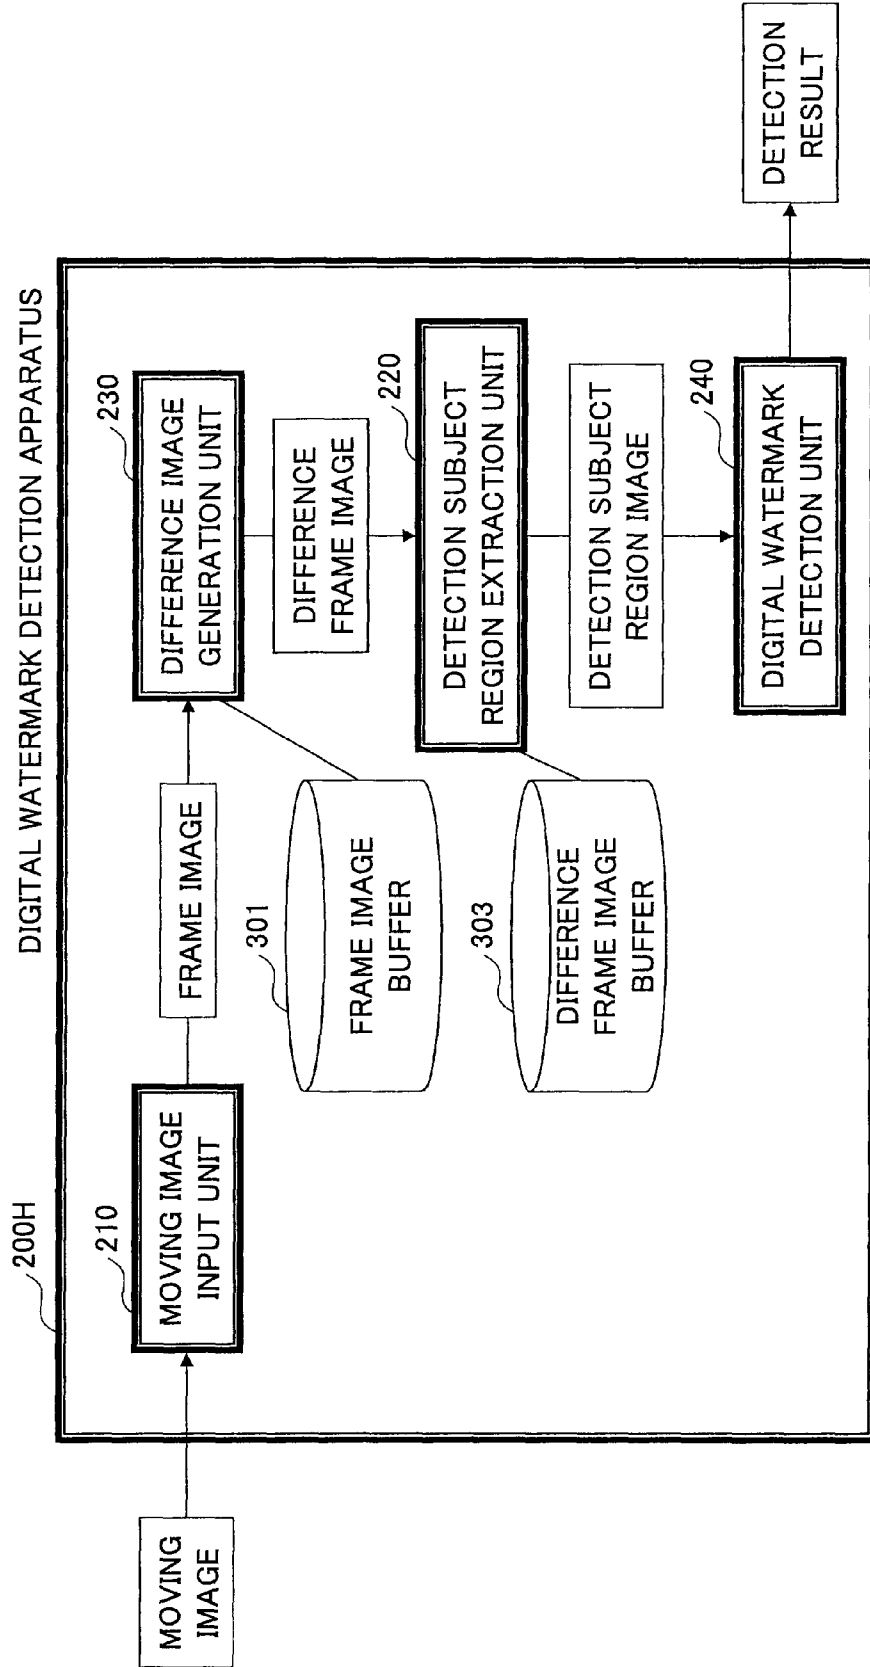 DIGITAL WATERMARK DETECTION APPARATUS
200H
MOVING
IMAGE
210
MOVING IMAGE
INPUT UNIT
FRAME IMAGE
230
DIFFERENCE IMAGE
GENERATION UNIT
301
FRAME IMAGE
BUFFER
DIFFERENCE
FRAME IMAGE
220
DETECTION SUBJECT
REGION EXTRACTION UNIT
303
DIFFERENCE
FRAME IMAGE
BUFFER
DETECTION SUBJECT
REGION IMAGE
240
DIGITAL WATERMARK
DETECTION UNIT
DETECTION
RESULT